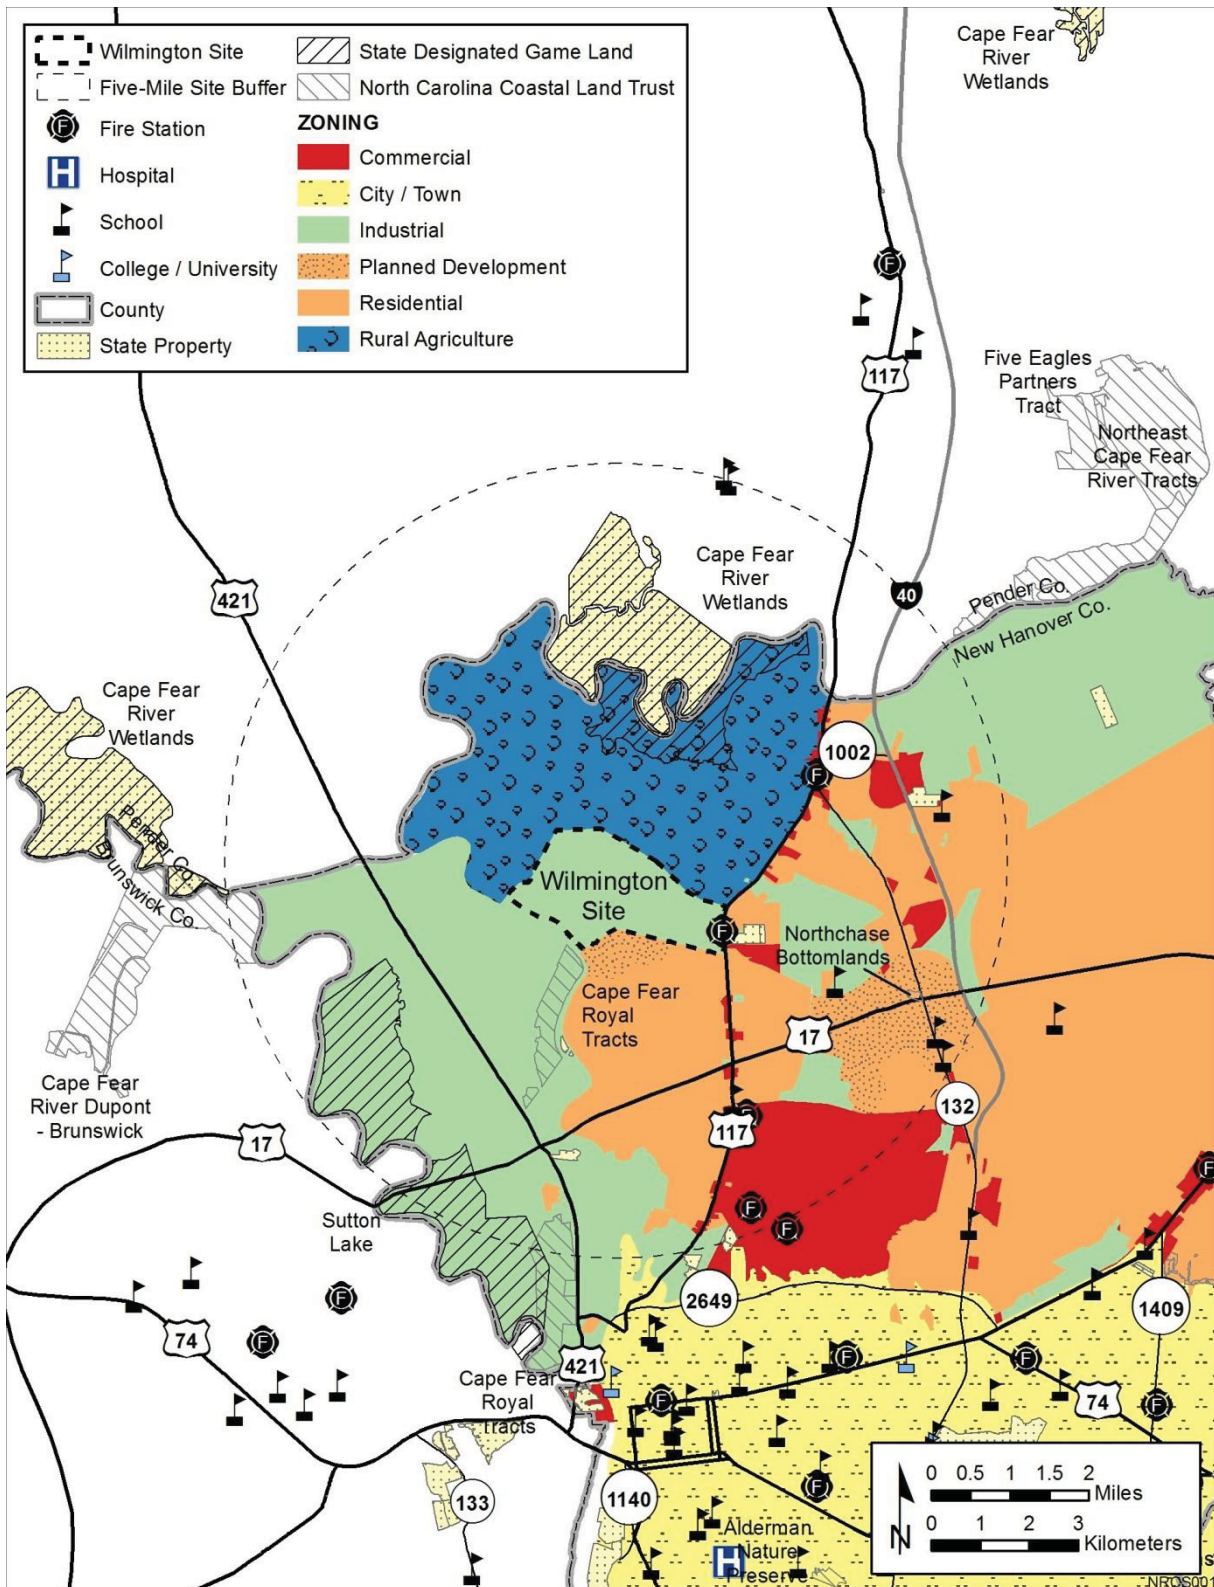 Wilmington Site
Five-Mile Site Buffer
Fire Station
Hospital
School
College / University
County
State Property
State Designated Game Land
North Carolina Coastal Land Trust
ZONING
Commercial
City / Town
Industrial
Planned Development
Residential
Rural Agriculture
Cape Fear
River
Wetlands
117
Five Eagles
Partners
Tract
Northeast
Cape Fear
River Tracts
421
Cape Fear
River
Wetlands
40
Pender Co.
New Hanover Co.
Cape Fear
River
Wetlands
1002
Pender Co.
Brunswick Co.
Wilmington
Site
Northchase
Bottomlands
Cape Fear
Royal
Tracts
17
Cape Fear
River Dupont
- Brunswick
132
117
17
Sutton
Lake
2649
1409
74
421
Cape Fear
Royal
Tracts
74
133
1140
Alderman
Nature
Preserve
H
N
0 0.5 1 1.5 2
Miles
0 1 2 3
Kilometers